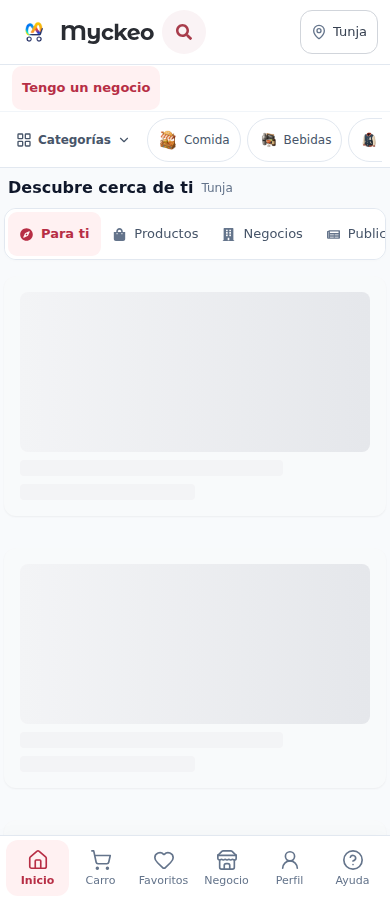 Myckeo
Tunja
Tengo un negocio
Categorías
Comida
Bebidas
Descubre cerca de ti Tunja
Para ti
Productos
Negocios
Public
Inicio
Carro
Favoritos
Negocio
Perfil
Ayuda